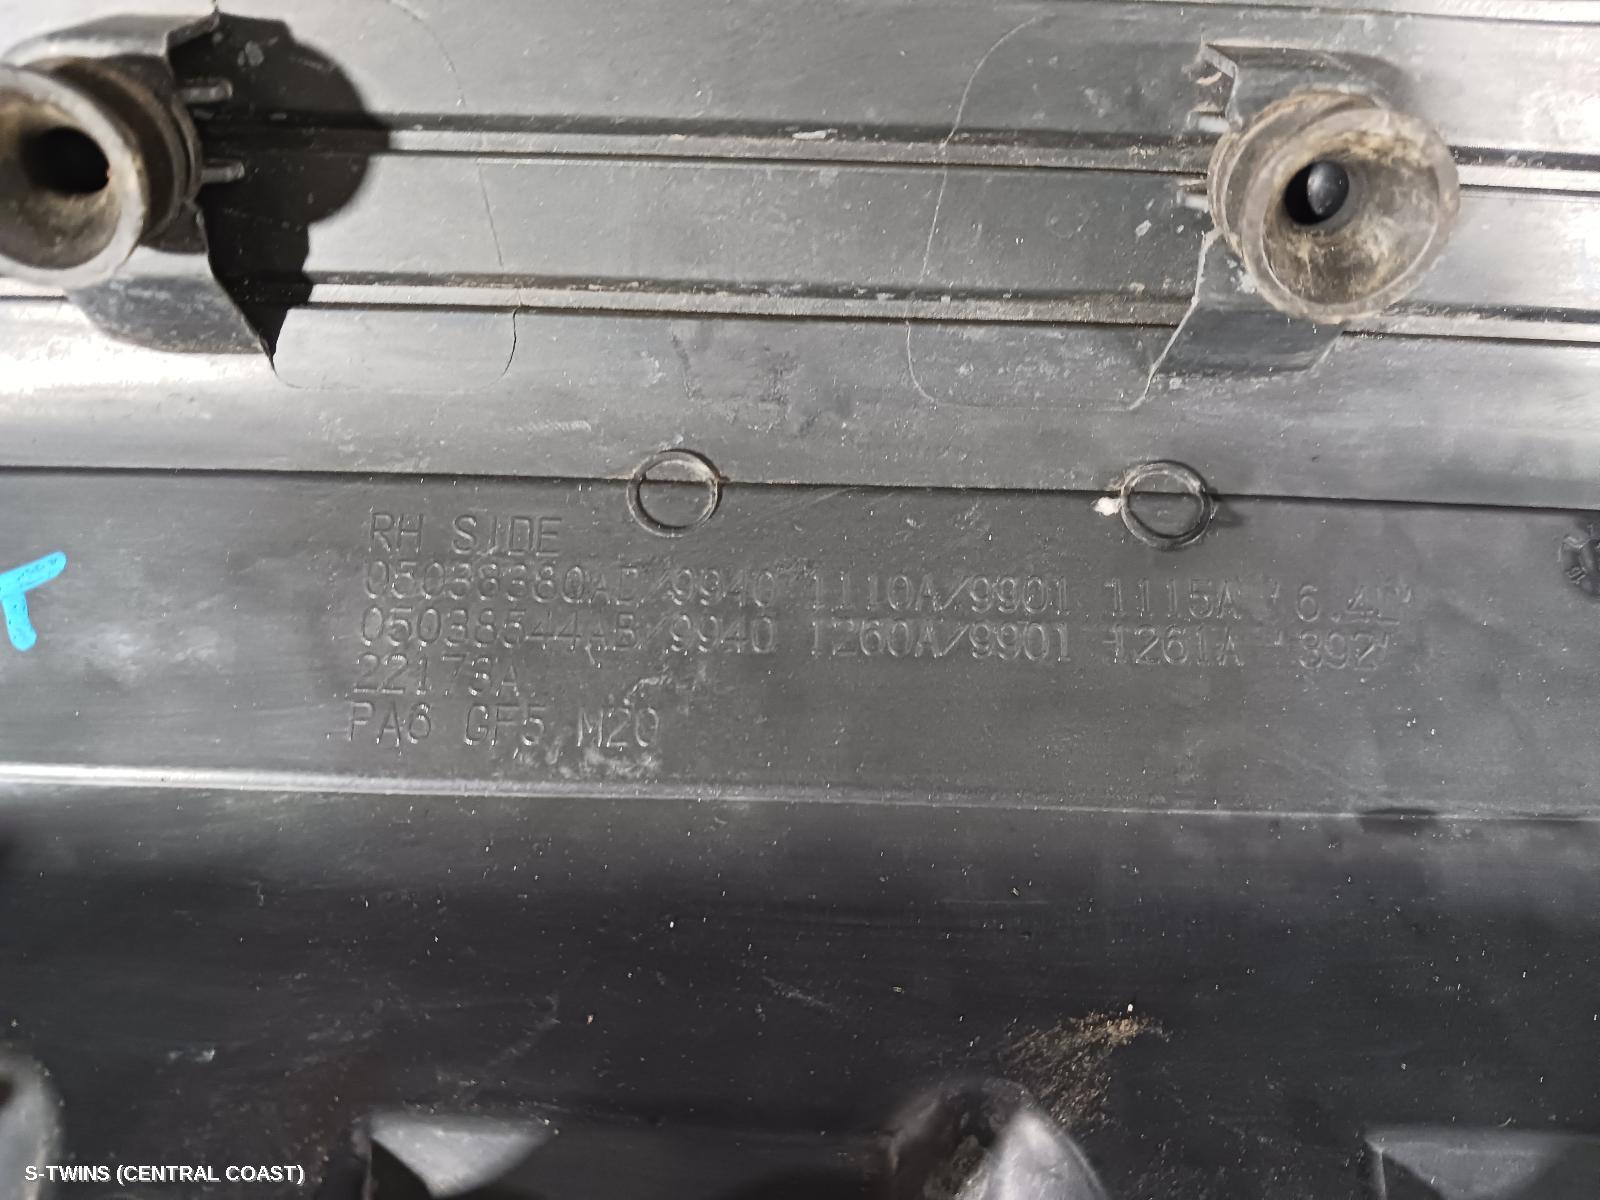 RH SIDE
05038380AD/9940 1110A/9901 1115A '6.4L'
05038544AB/9940 1260A/9901 1261A '392'
22173A
PA6 GF5 M20
T
S-TWINS (CENTRAL COAST)